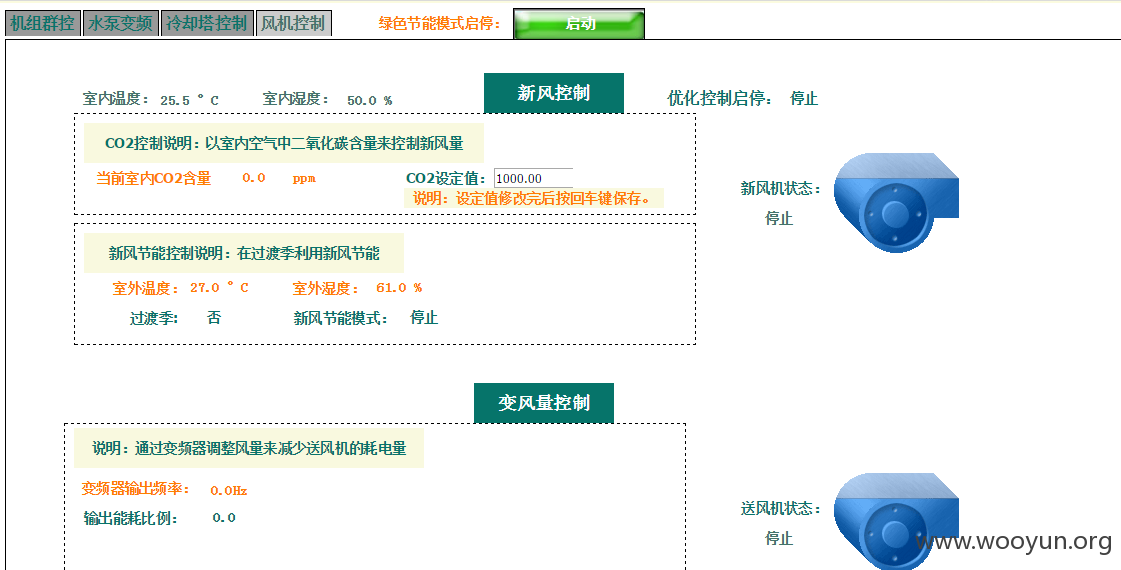 机组群控 水泵变频 冷却塔控制 风机控制 绿色节能模式启停： 启动
新风控制
室内温度： 25.5 °C 室内湿度： 50.0 % 优化控制启停： 停止
CO2控制说明：以室内空气中二氧化碳含量来控制新风量
当前室内CO2含量 0.0 ppm CO2设定值： 1000.00
说明：设定值修改完后按回车键保存。
新风机状态：
停止
新风节能控制说明：在过渡季利用新风节能
室外温度： 27.0 °C 室外湿度： 61.0 %
过渡季： 否 新风节能模式： 停止
变风量控制
说明：通过变频器调整风量来减少送风机的耗电量
变频器输出频率： 0.0Hz
输出能耗比例： 0.0
送风机状态：
停止
www.wooyun.org